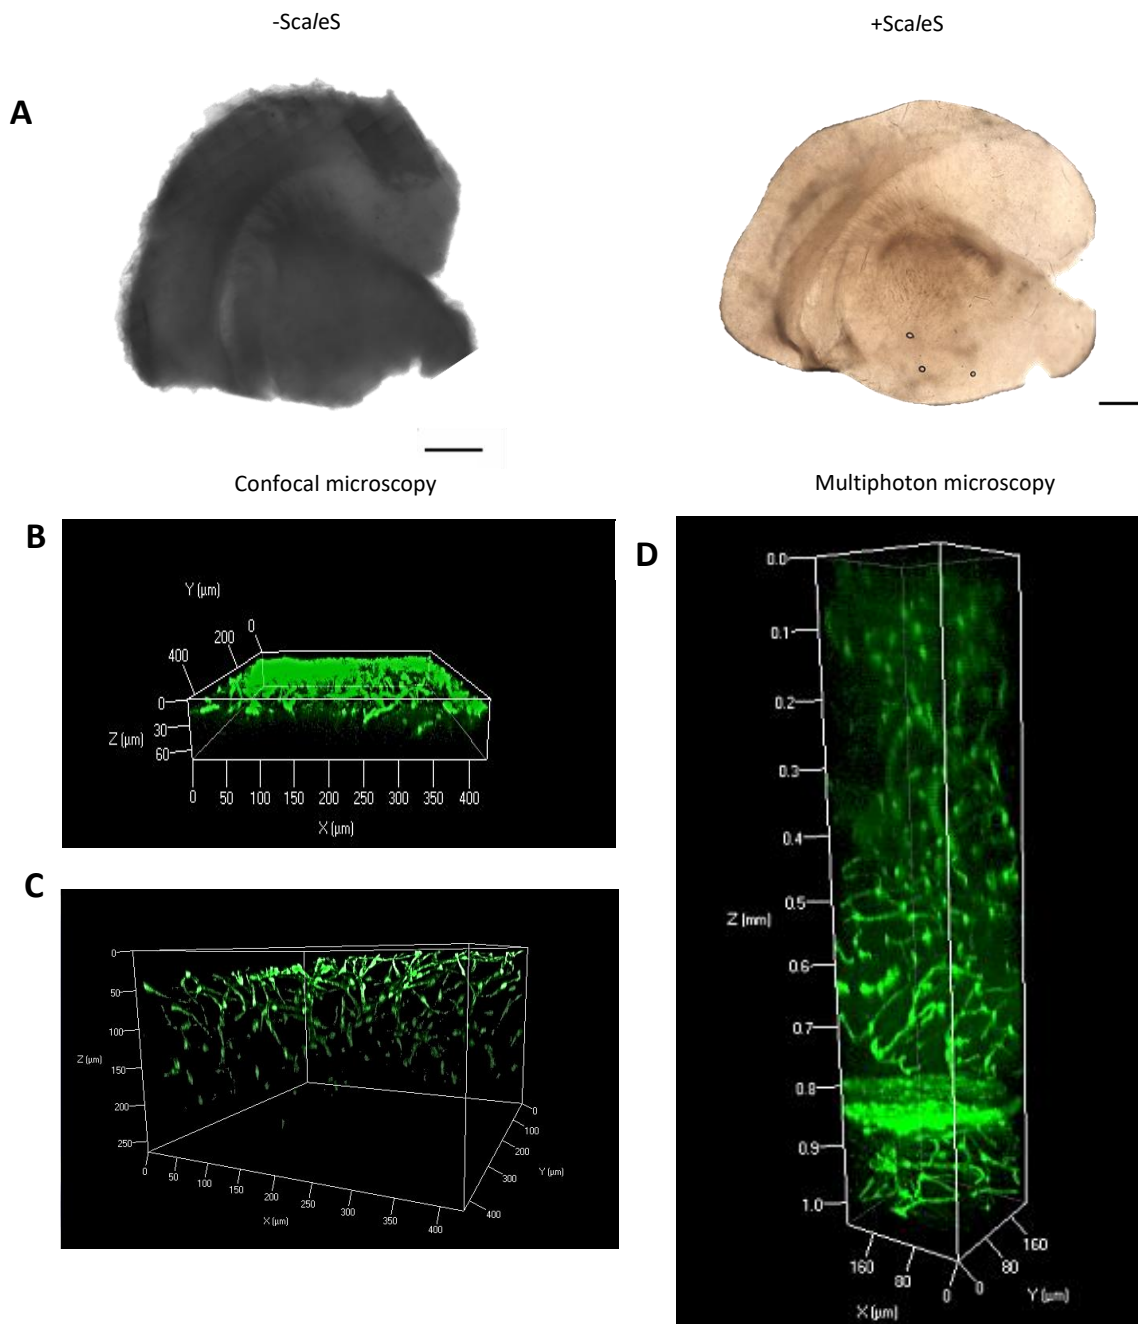 -ScaleS
+ScaleS
A
Confocal microscopy
Multiphoton microscopy
B
Y (µm)
0
200
400
0
30
Z (µm)
60
0 50 100 150 200 250 300 350 400
X (µm)
C
0
50
100
Z (µm)
150
200
250
0 50 100 150 200 250 300 350 400
X (µm)
0
100
200
Y (µm)
300
400
D
0.0
0.1
0.2
0.3
0.4
0.5
Z (mm)
0.6
0.7
0.8
0.9
1.0
160 80 0
X (µm)
0 80 160
Y (µm)